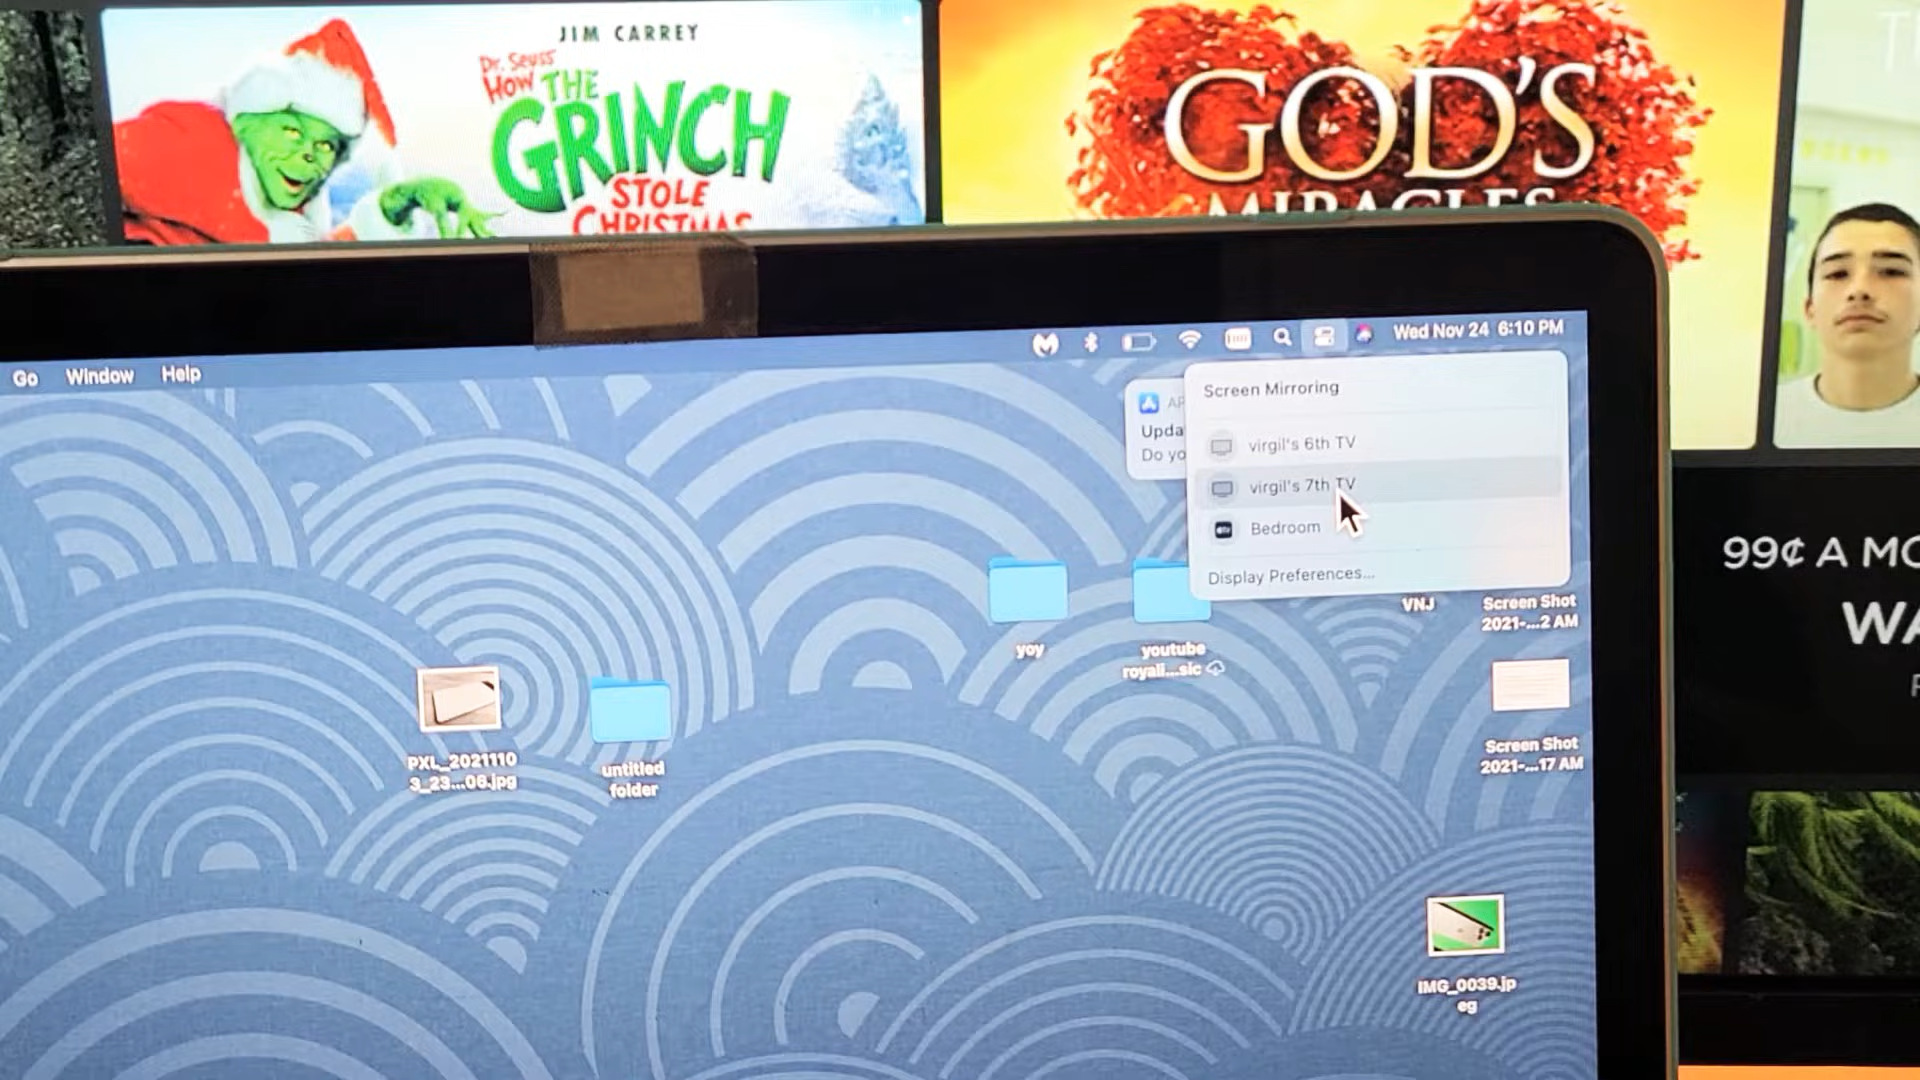 JIM CARREY
Dr. Seuss
HOW THE
GRINCH
STOLE
CHRISTMAS
GOD'S
MIRACLES
Go Window Help
Wed Nov 24 6:10 PM
Screen Mirroring
virgil's 6th TV
virgil's 7th TV
Bedroom
Display Preferences...
Upda
Do yo
yoy
youtube
royali...sic
VNJ
Screen Shot
2021-...2 AM
Screen Shot
2021-...17 AM
PXL_2021110
3_23...06.jpg
untitled
folder
IMG_0039.jp
eg
99¢ A MO
WA